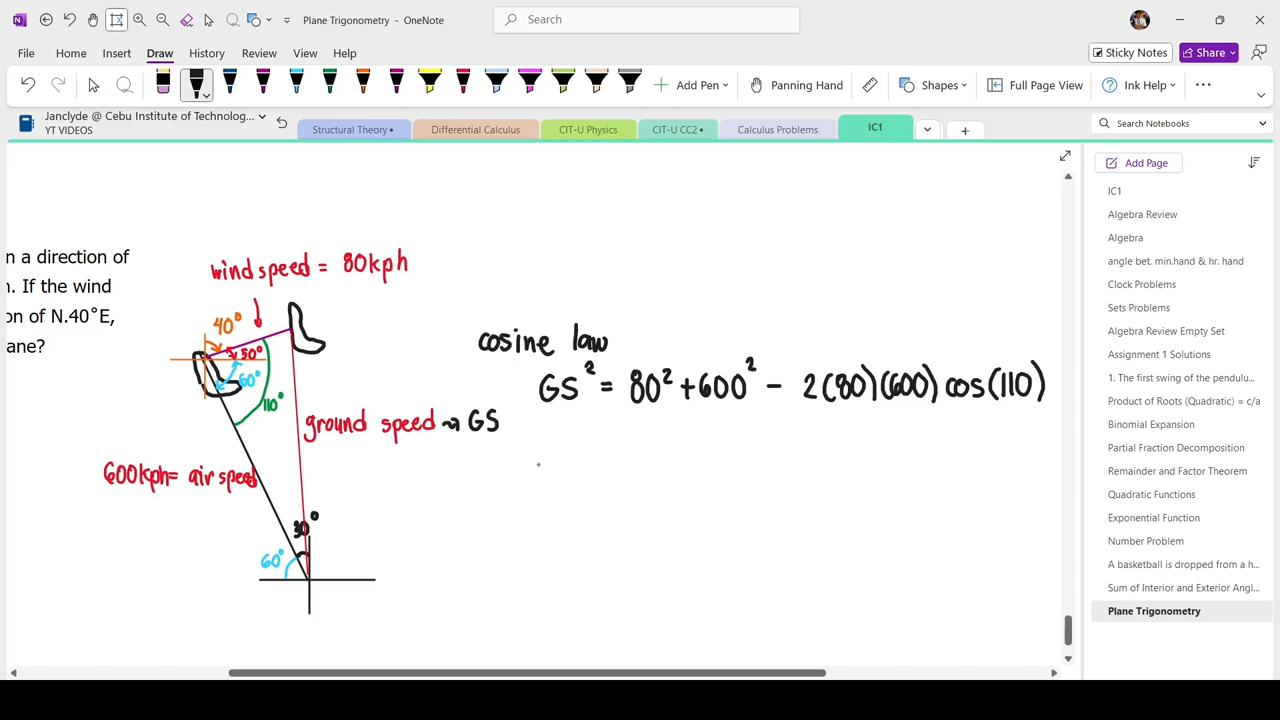 Plane Trigonometry - OneNote
Search
File Home Insert Draw History Review View Help
Sticky Notes Share
Add Pen Panning Hand Shapes Full Page View Ink Help
Janclyde @ Cebu Institute of Technolog...
YT VIDEOS
Structural Theory • Differential Calculus CIT-U Physics CIT-U CC2 • Calculus Problems IC1
Search Notebooks
Add Page
IC1
Algebra Review
Algebra
angle bet. min.hand & hr. hand
Clock Problems
Sets Problems
Algebra Review Empty Set
Assignment 1 Solutions
1. The first swing of the pendulu...
Product of Roots (Quadratic) = c/a
Binomial Expansion
Partial Fraction Decomposition
Remainder and Factor Theorem
Quadratic Functions
Exponential Function
Number Problem
A basketball is dropped from a h...
Sum of Interior and Exterior Angl...
Plane Trigonometry
n a direction of
n. If the wind
on of N.40°E,
ane?
wind speed = 80kph
40°
50°
60°
110°
ground speed → GS
600kph = air speed
30°
60°
cosine law
GS² = 80² + 600² - 2(80)(600) cos(110)